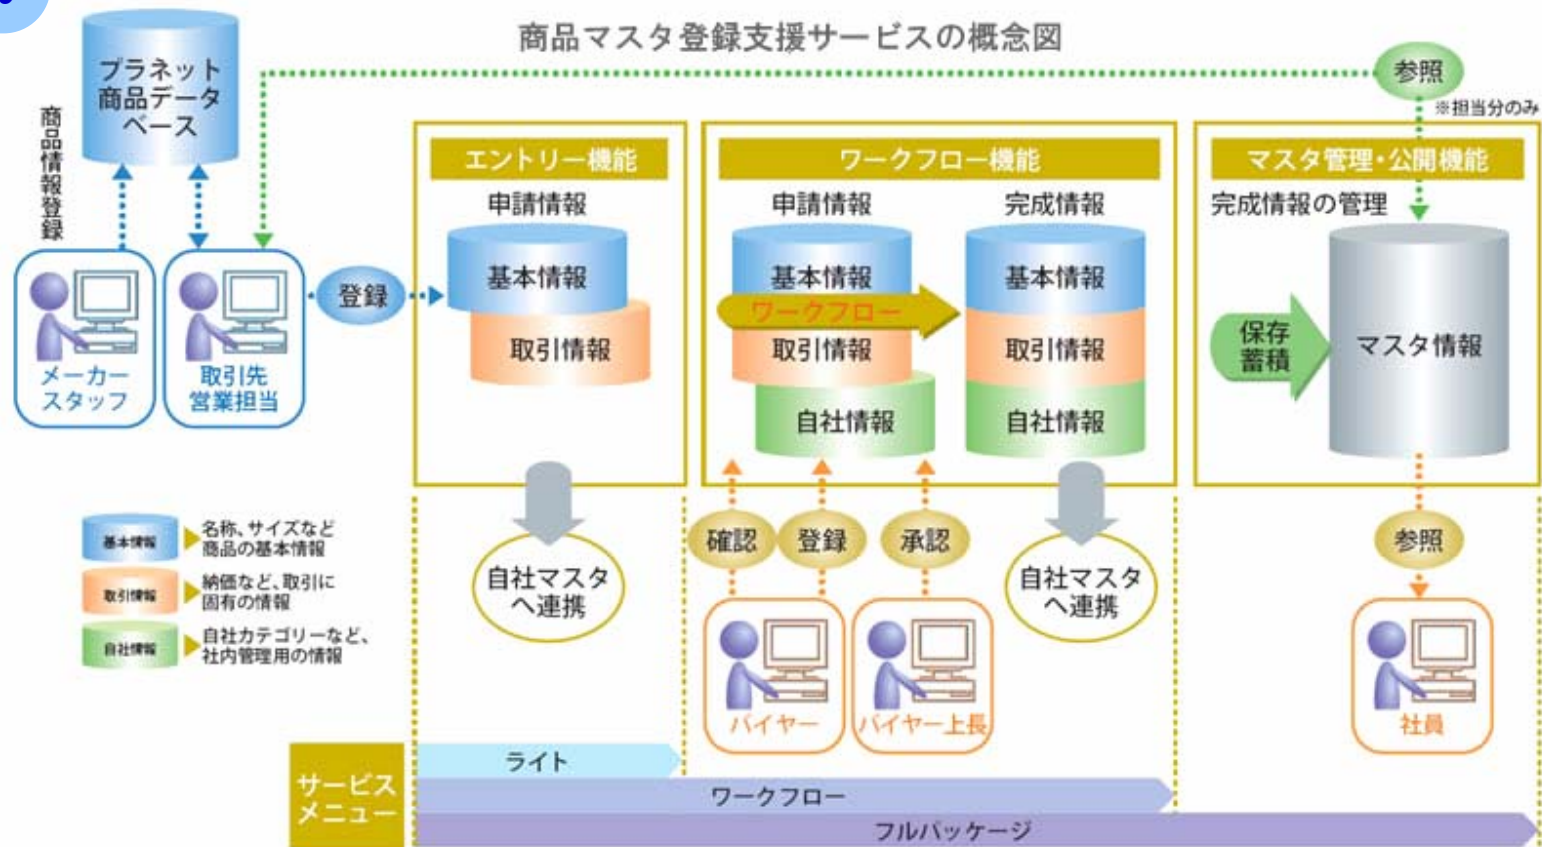 商品マスタ登録支援サービスの概念図
プラネット
商品データ
ベース
商品情報登録
参照
※担当分のみ
メーカー
スタッフ
取引先
営業担当
登録
エントリー機能
申請情報
基本情報
取引情報
自社マスタ
へ連携
ワークフロー機能
申請情報
基本情報
ワークフロー
取引情報
自社情報
完成情報
基本情報
取引情報
自社情報
確認
登録
承認
バイヤー
バイヤー上長
自社マスタ
へ連携
マスタ管理・公開機能
完成情報の管理
保存
蓄積
マスタ情報
参照
社員
基本情報
名称、サイズなど
商品の基本情報
取引情報
納価など、取引に
固有の情報
自社情報
自社カテゴリーなど、
社内管理用の情報
サービス
メニュー
ライト
ワークフロー
フルパッケージ